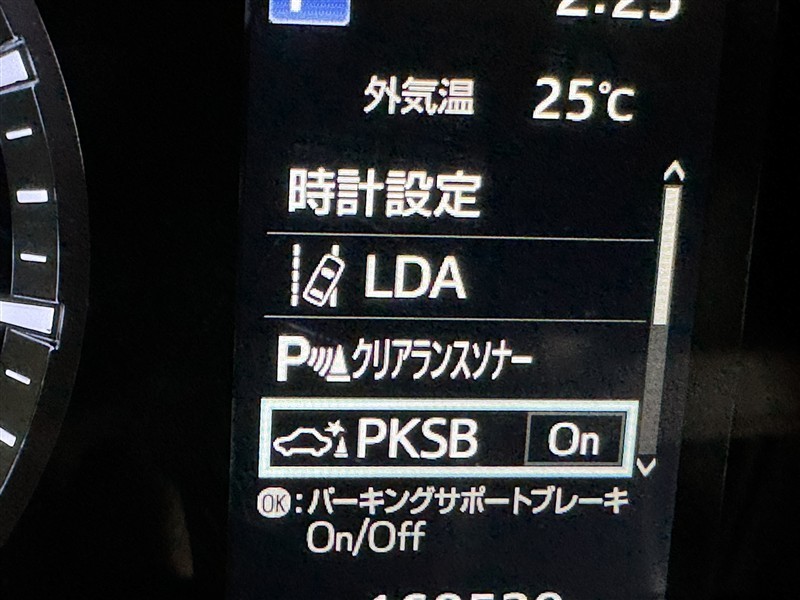 外気温 25℃
時計設定
LDA
Pクリアランスソナー
PKSB On
OK:パーキングサポートブレーキ
On/Off